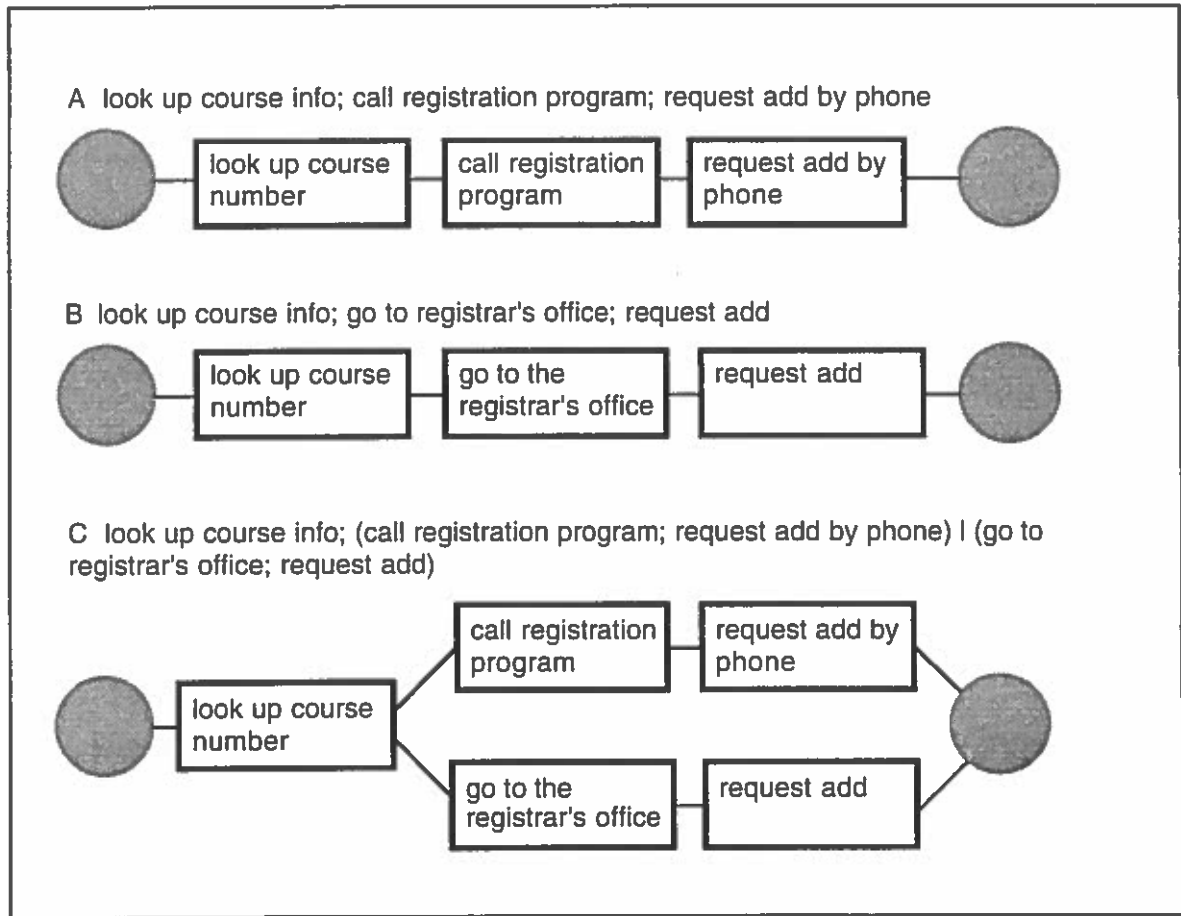 A look up course info; call registration program; request add by phone
look up course
number
call registration
program
request add by
phone
B look up course info; go to registrar's office; request add
look up course
number
go to the
registrar's office
request add
C look up course info; (call registration program; request add by phone) | (go to
registrar's office; request add)
look up course
number
call registration
program
request add by
phone
go to the
registrar's office
request add